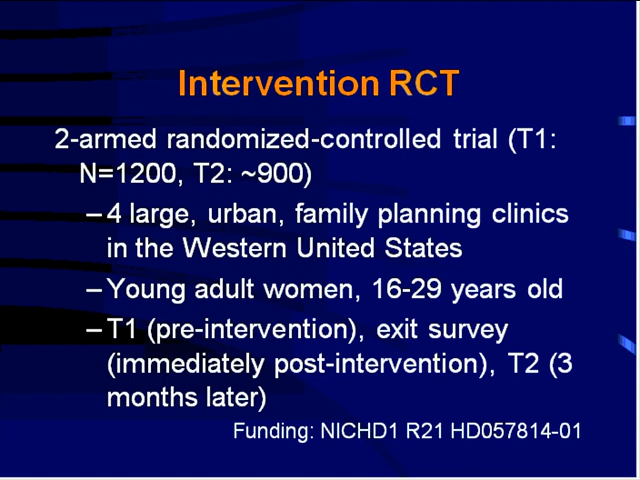 Intervention RCT
2-armed randomized-controlled trial (T1:
N=1200, T2: ~900)
– 4 large, urban, family planning clinics
in the Western United States
– Young adult women, 16-29 years old
– T1 (pre-intervention), exit survey
(immediately post-intervention), T2 (3
months later)
Funding: NICHD1 R21 HD057814-01